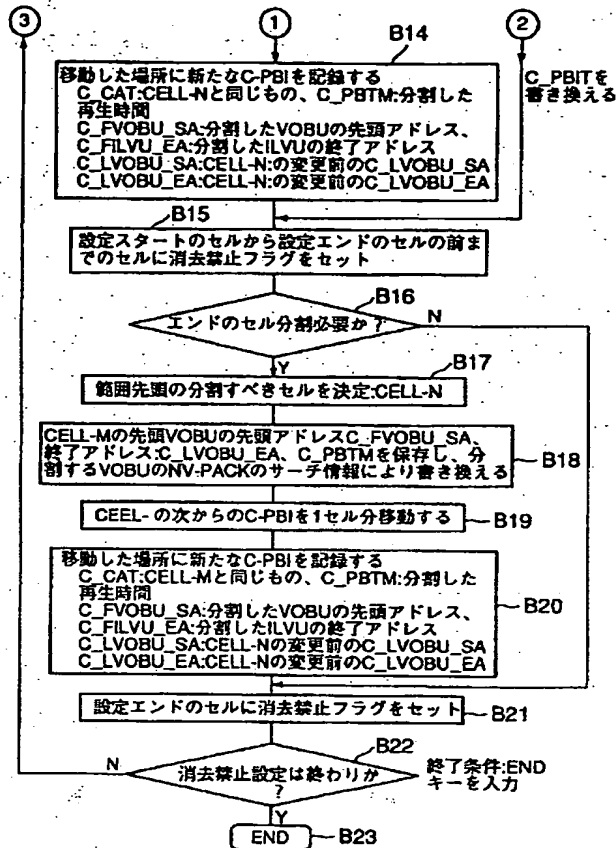 ③
①
②
B14
C_PBITを
書き換える
移動した場所に新たなC-PBIを記録する
C_CAT:CELL-Nと同じもの、C_PBTM:分割した
再生時間
C_FVOBU_SA:分割したVOBUの先頭アドレス、
C_FILVU_EA:分割したILVUの終了アドレス
C_LVOBU_SA:CELL-N:の変更前のC_LVOBU_SA
C_LVOBU_EA:CELL-N:の変更前のC_LVOBU_EA
B15
設定スタートのセルから設定エンドのセルの前ま
でのセルに消去禁止フラグをセット
B16
エンドのセル分割必要か?
N
Y
B17
範囲先頭の分割すべきセルを決定:CELL-N
CELL-Mの先頭VOBUの先頭アドレスC_FVOBU_SA、
終了アドレス:C_LVOBU_EA、C_PBTMを保存し、分
割するVOBUのNV-PACKのサーチ情報により書き換える
B18
CEEL-の次からのC-PBIを1セル分移動する
B19
移動した場所に新たなC-PBIを記録する
C_CAT:CELL-Mと同じもの、C_PBTM:分割した
再生時間
C_FVOBU_SA:分割したVOBUの先頭アドレス、
C_FILVU_EA:分割したILVUの終了アドレス
C_LVOBU_SA:CELL-Nの変更前のC_LVOBU_SA
C_LVOBU_EA:CELL-Nの変更前のC_LVOBU_EA
B20
設定エンドのセルに消去禁止フラグをセット
B21
B22
N
消去禁止設定は終わりか
?
終了条件:END
キーを入力
Y
END
B23